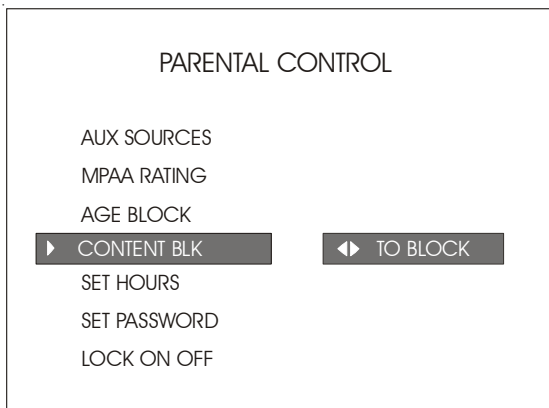 PARENTAL CONTROL
AUX SOURCES
MPAA RATING
AGE BLOCK
CONTENT BLK TO BLOCK
SET HOURS
SET PASSWORD
LOCK ON OFF